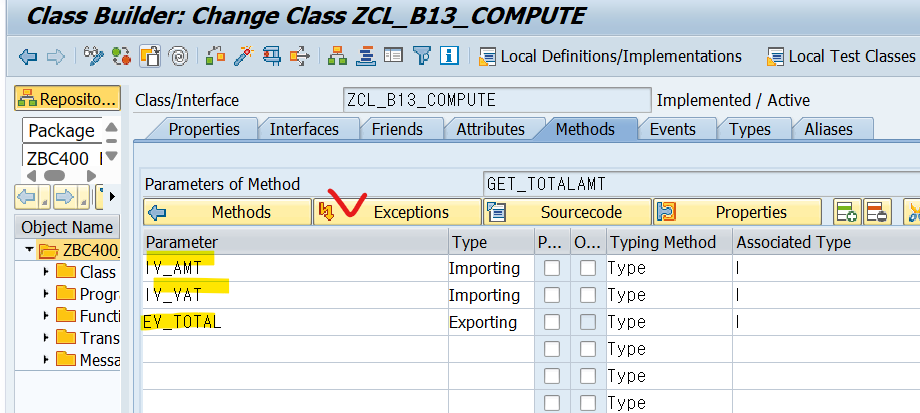 Class Builder: Change Class ZCL_B13_COMPUTE
Local Definitions/Implementations Local Test Classes
Reposito... Class/Interface ZCL_B13_COMPUTE Implemented / Active
Package Properties Interfaces Friends Attributes Methods Events Types Aliases
ZBC400
Parameters of Method GET_TOTALAMT
Methods Exceptions Sourcecode Properties
Object Name Parameter Type P... O... Typing Method Associated Type
ZBC400_ IV_AMT Importing Type I
Class
Progr IV_VAT Importing Type I
Functi EV_TOTAL Exporting Type I
Trans Type
Messa Type
Type